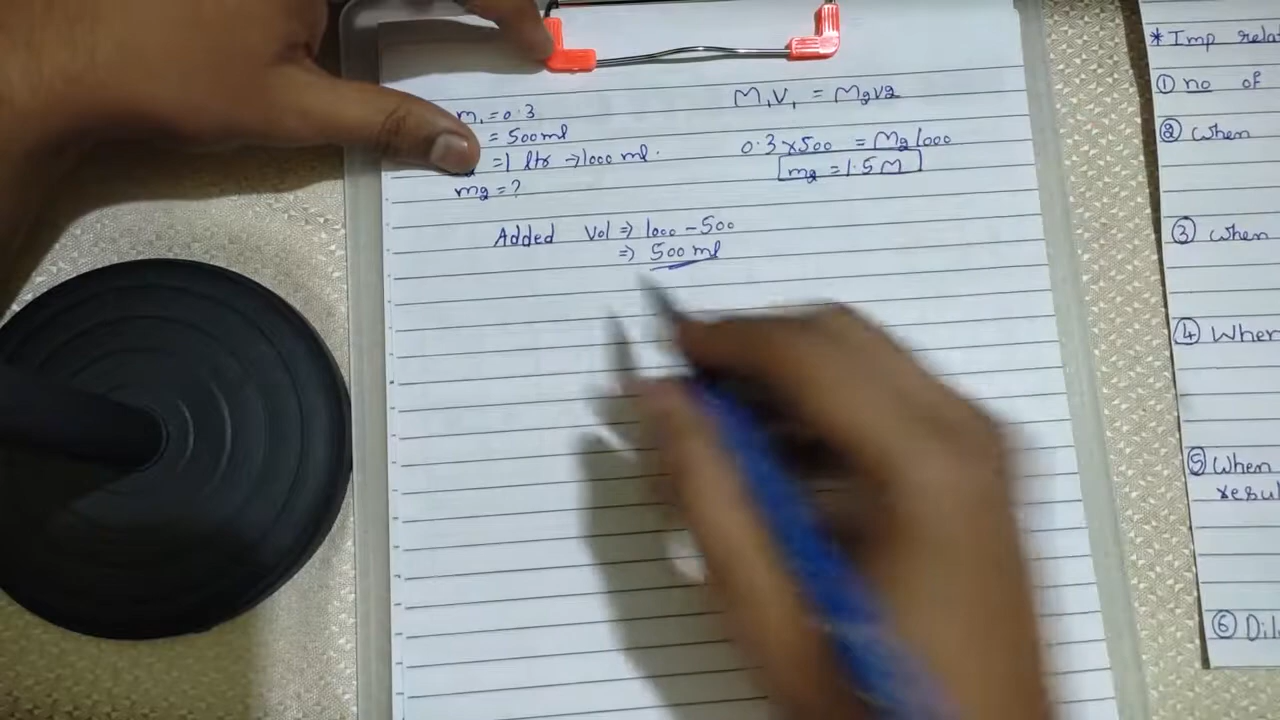 m₁ = 0.3
= 500ml
= 1 ltr → 1000 ml.
m₂ = ?
M₁V₁ = M₂V₂
0.3 x 500 = M₂ 1000
m₂ = 1.5 M
Added Vol ⇒ 1000 - 500
⇒ 500 ml
* Imp
① no of
② when
③ when
④ When
⑤ When
⑥